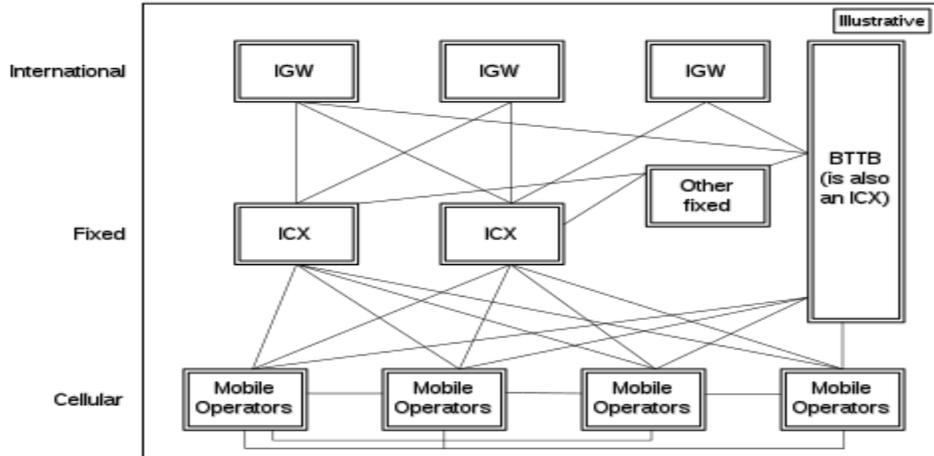 Illustrative
International
IGW
IGW
IGW
BTTB
(is also
an ICX)
Other
fixed
Fixed
ICX
ICX
Cellular
Mobile
Operators
Mobile
Operators
Mobile
Operators
Mobile
Operators